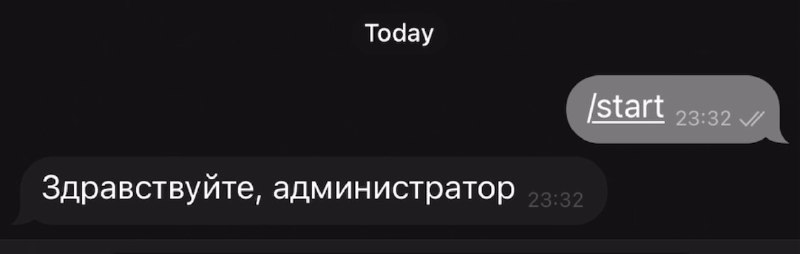 Today
/start 23:32
Здравствуйте, администратор 23:32